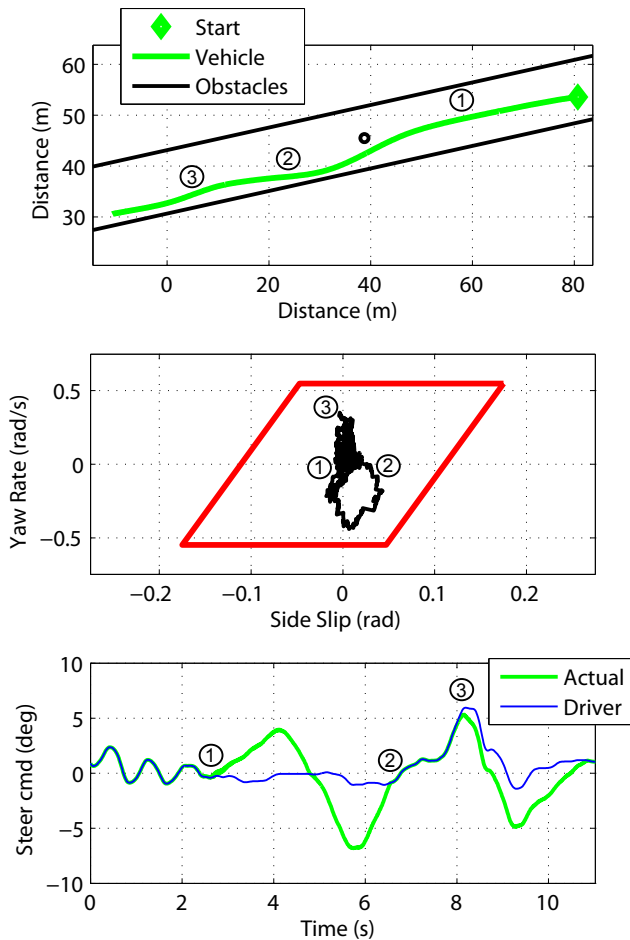 Start
Vehicle
Obstacles
60
50
40
30
Distance (m)
1
2
3
0 20 40 60 80
Distance (m)
0.5
0
−0.5
Yaw Rate (rad/s)
3
1 2
−0.2 −0.1 0 0.1 0.2
Side Slip (rad)
10
5
0
−5
−10
Steer cmd (deg)
Actual
Driver
1
2
3
0 2 4 6 8 10
Time (s)